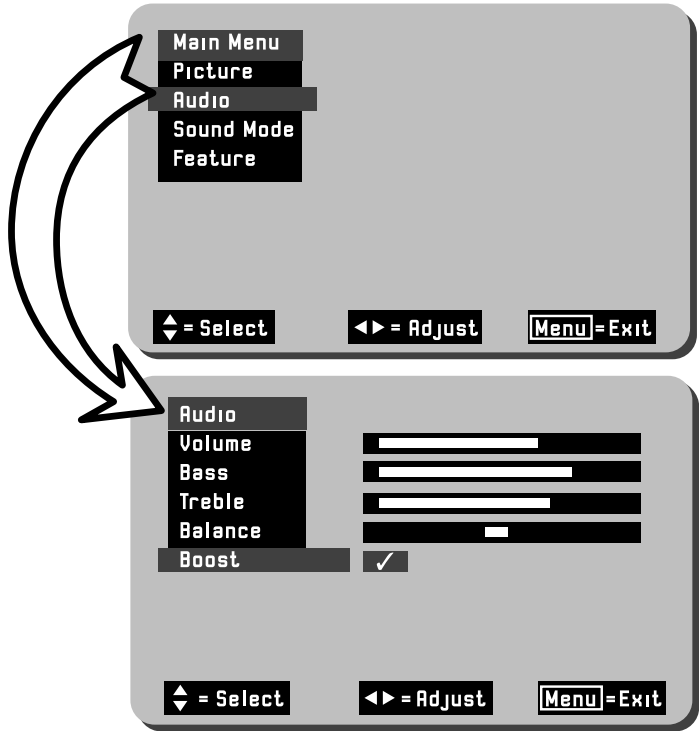 Main Menu
Picture
Audio
Sound Mode
Feature
= Select
= Adjust
Menu=Exit
Audio
Volume
Bass
Treble
Balance
Boost
= Select
= Adjust
Menu=Exit